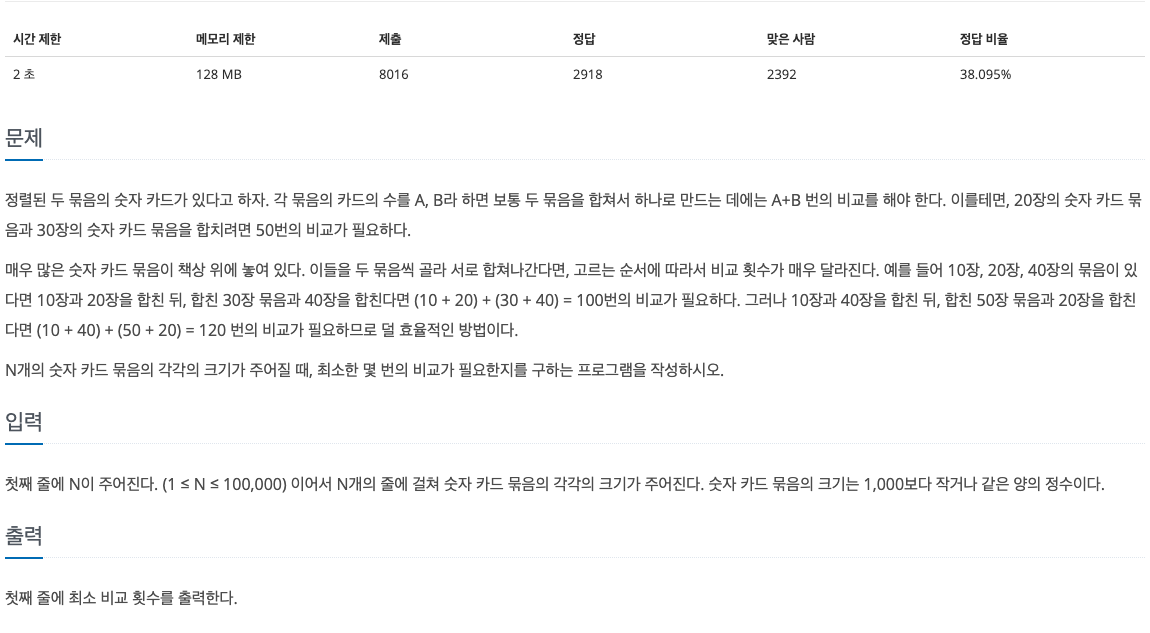 시간 제한 메모리 제한 제출 정답 맞은 사람 정답 비율
2 초 128 MB 8016 2918 2392 38.095%
문제
정렬된 두 묶음의 숫자 카드가 있다고 하자. 각 묶음의 카드의 수를 A, B라 하면 보통 두 묶음을 합쳐서 하나로 만드는 데에는 A+B 번의 비교를 해야 한다. 이를테면, 20장의 숫자 카드 묶
음과 30장의 숫자 카드 묶음을 합치려면 50번의 비교가 필요하다.
매우 많은 숫자 카드 묶음이 책상 위에 놓여 있다. 이들을 두 묶음씩 골라 서로 합쳐나간다면, 고르는 순서에 따라서 비교 횟수가 매우 달라진다. 예를 들어 10장, 20장, 40장의 묶음이 있
다면 10장과 20장을 합친 뒤, 합친 30장 묶음과 40장을 합친다면 (10 + 20) + (30 + 40) = 100번의 비교가 필요하다. 그러나 10장과 40장을 합친 뒤, 합친 50장 묶음과 20장을 합친
다면 (10 + 40) + (50 + 20) = 120 번의 비교가 필요하므로 덜 효율적인 방법이다.
N개의 숫자 카드 묶음의 각각의 크기가 주어질 때, 최소한 몇 번의 비교가 필요한지를 구하는 프로그램을 작성하시오.
입력
첫째 줄에 N이 주어진다. (1 ≤ N ≤ 100,000) 이어서 N개의 줄에 걸쳐 숫자 카드 묶음의 각각의 크기가 주어진다. 숫자 카드 묶음의 크기는 1,000보다 작거나 같은 양의 정수이다.
출력
첫째 줄에 최소 비교 횟수를 출력한다.